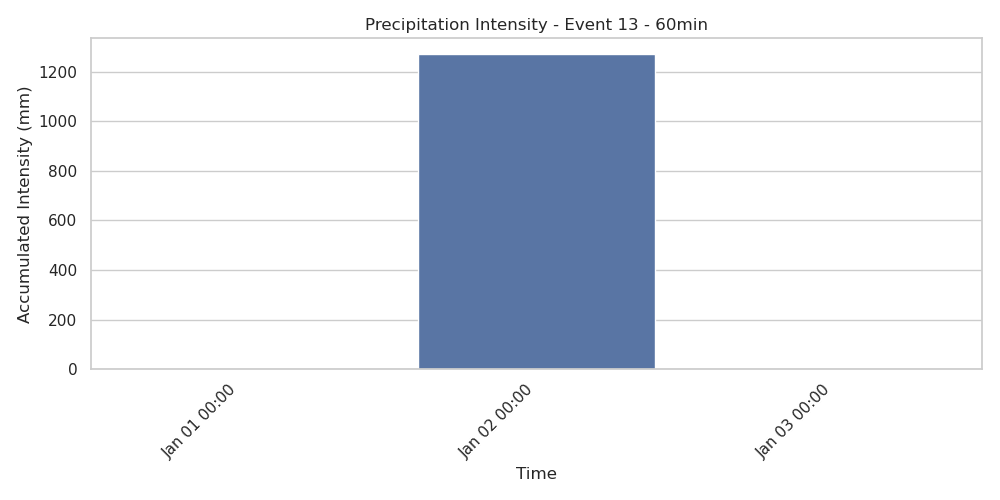 Precipitation Intensity - Event 13 - 60min
Accumulated Intensity (mm)
1200
1000
800
600
400
200
0
Jan 01 00:00
Jan 02 00:00
Jan 03 00:00
Time